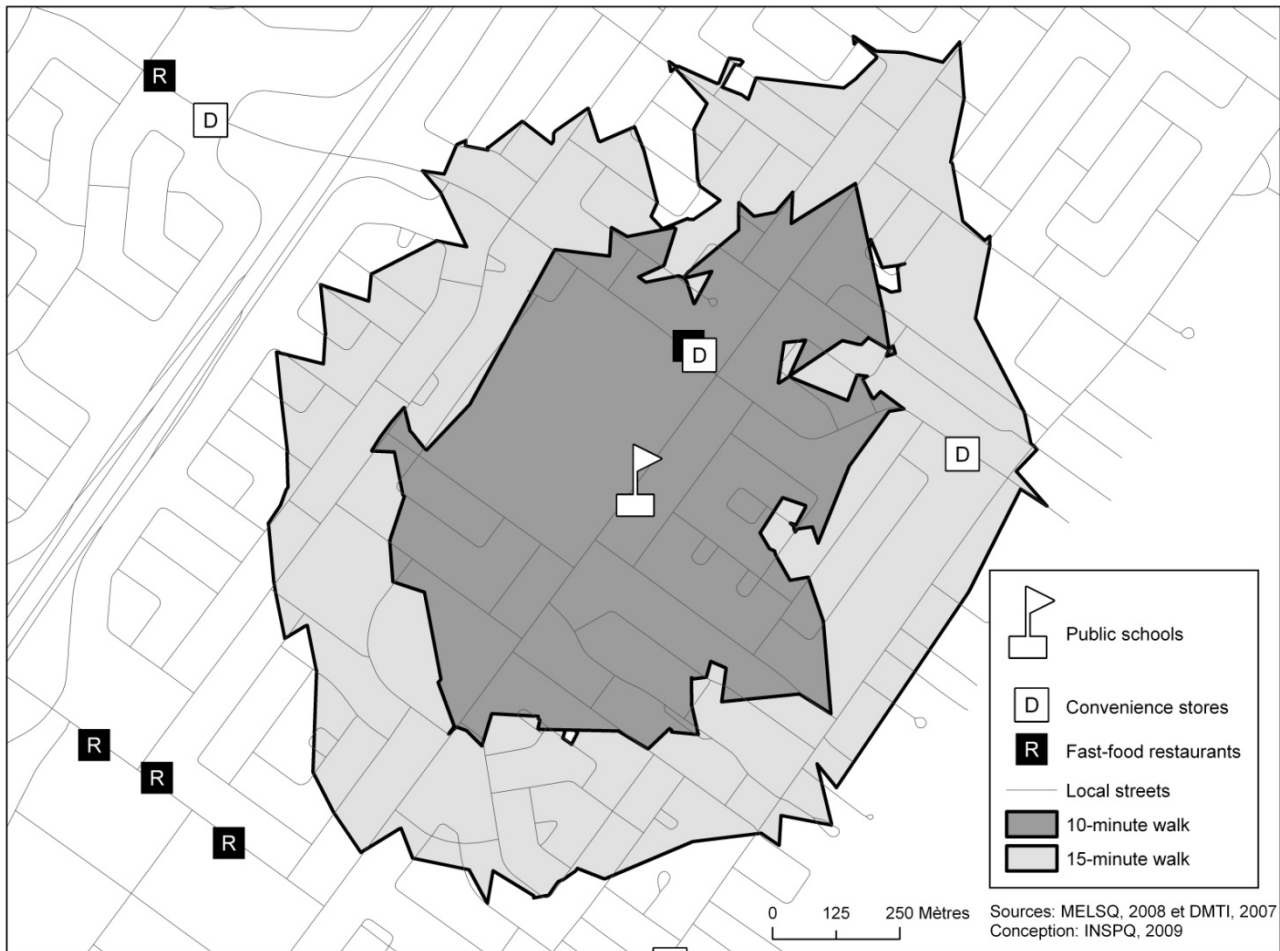 R
D
D
D
R
R
R
Public schools
D Convenience stores
R Fast-food restaurants
Local streets
10-minute walk
15-minute walk
0 125 250 Mètres
Sources: MELSQ, 2008 et DMTI, 2007
Conception: INSPQ, 2009